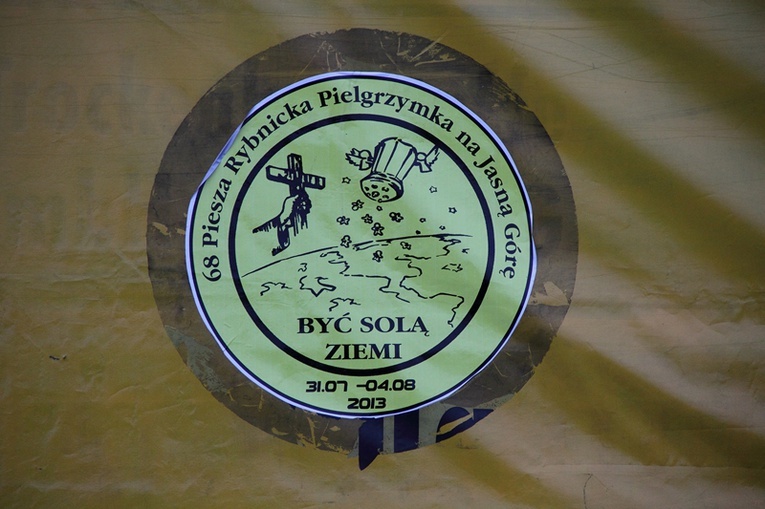 68 Piesza Rybnicka Pielgrzymka na Jasną Górę
BYĆ SOLĄ
ZIEMI
31.07 -04.08
2013